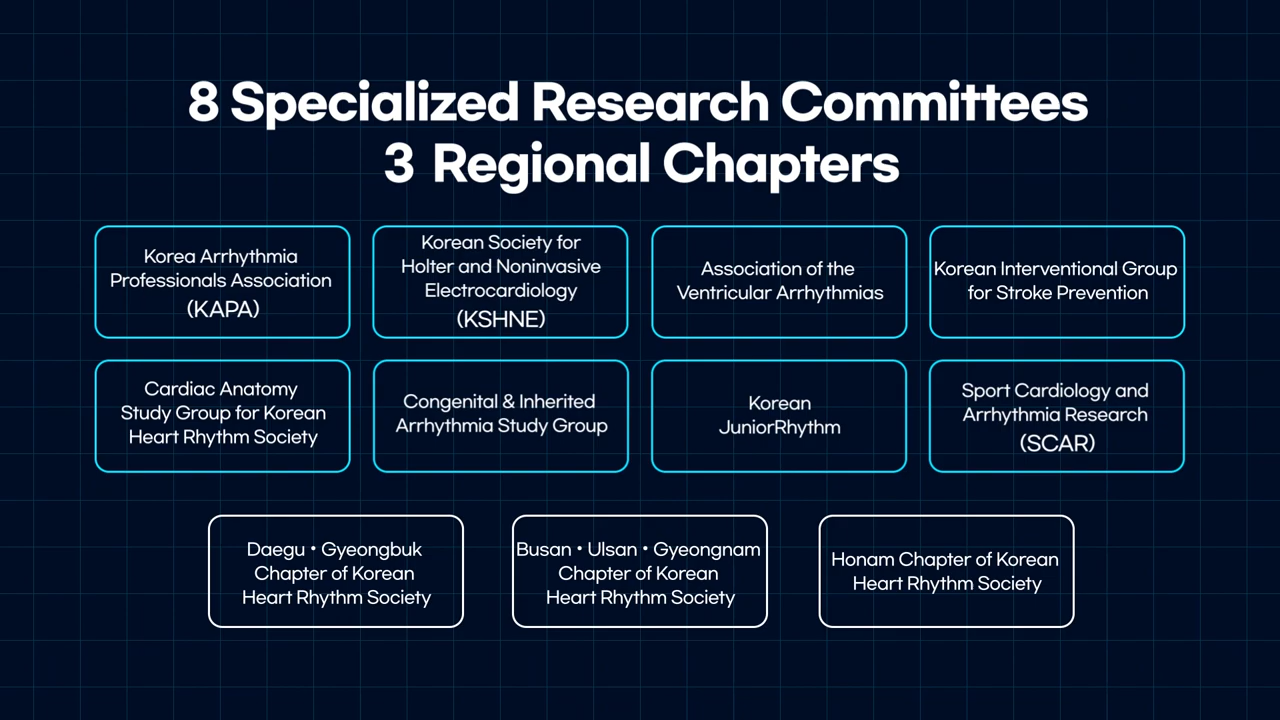 8 Specialized Research Committees
3 Regional Chapters
Korea Arrhythmia
Professionals Association
(KAPA)
Korean Society for
Holter and Noninvasive
Electrocardiology
(KSHNE)
Association of the
Ventricular Arrhythmias
Korean Interventional Group
for Stroke Prevention
Cardiac Anatomy
Study Group for Korean
Heart Rhythm Society
Congenital & Inherited
Arrhythmia Study Group
Korean
JuniorRhythm
Sport Cardiology and
Arrhythmia Research
(SCAR)
Daegu • Gyeongbuk
Chapter of Korean
Heart Rhythm Society
Busan • Ulsan • Gyeongnam
Chapter of Korean
Heart Rhythm Society
Honam Chapter of Korean
Heart Rhythm Society